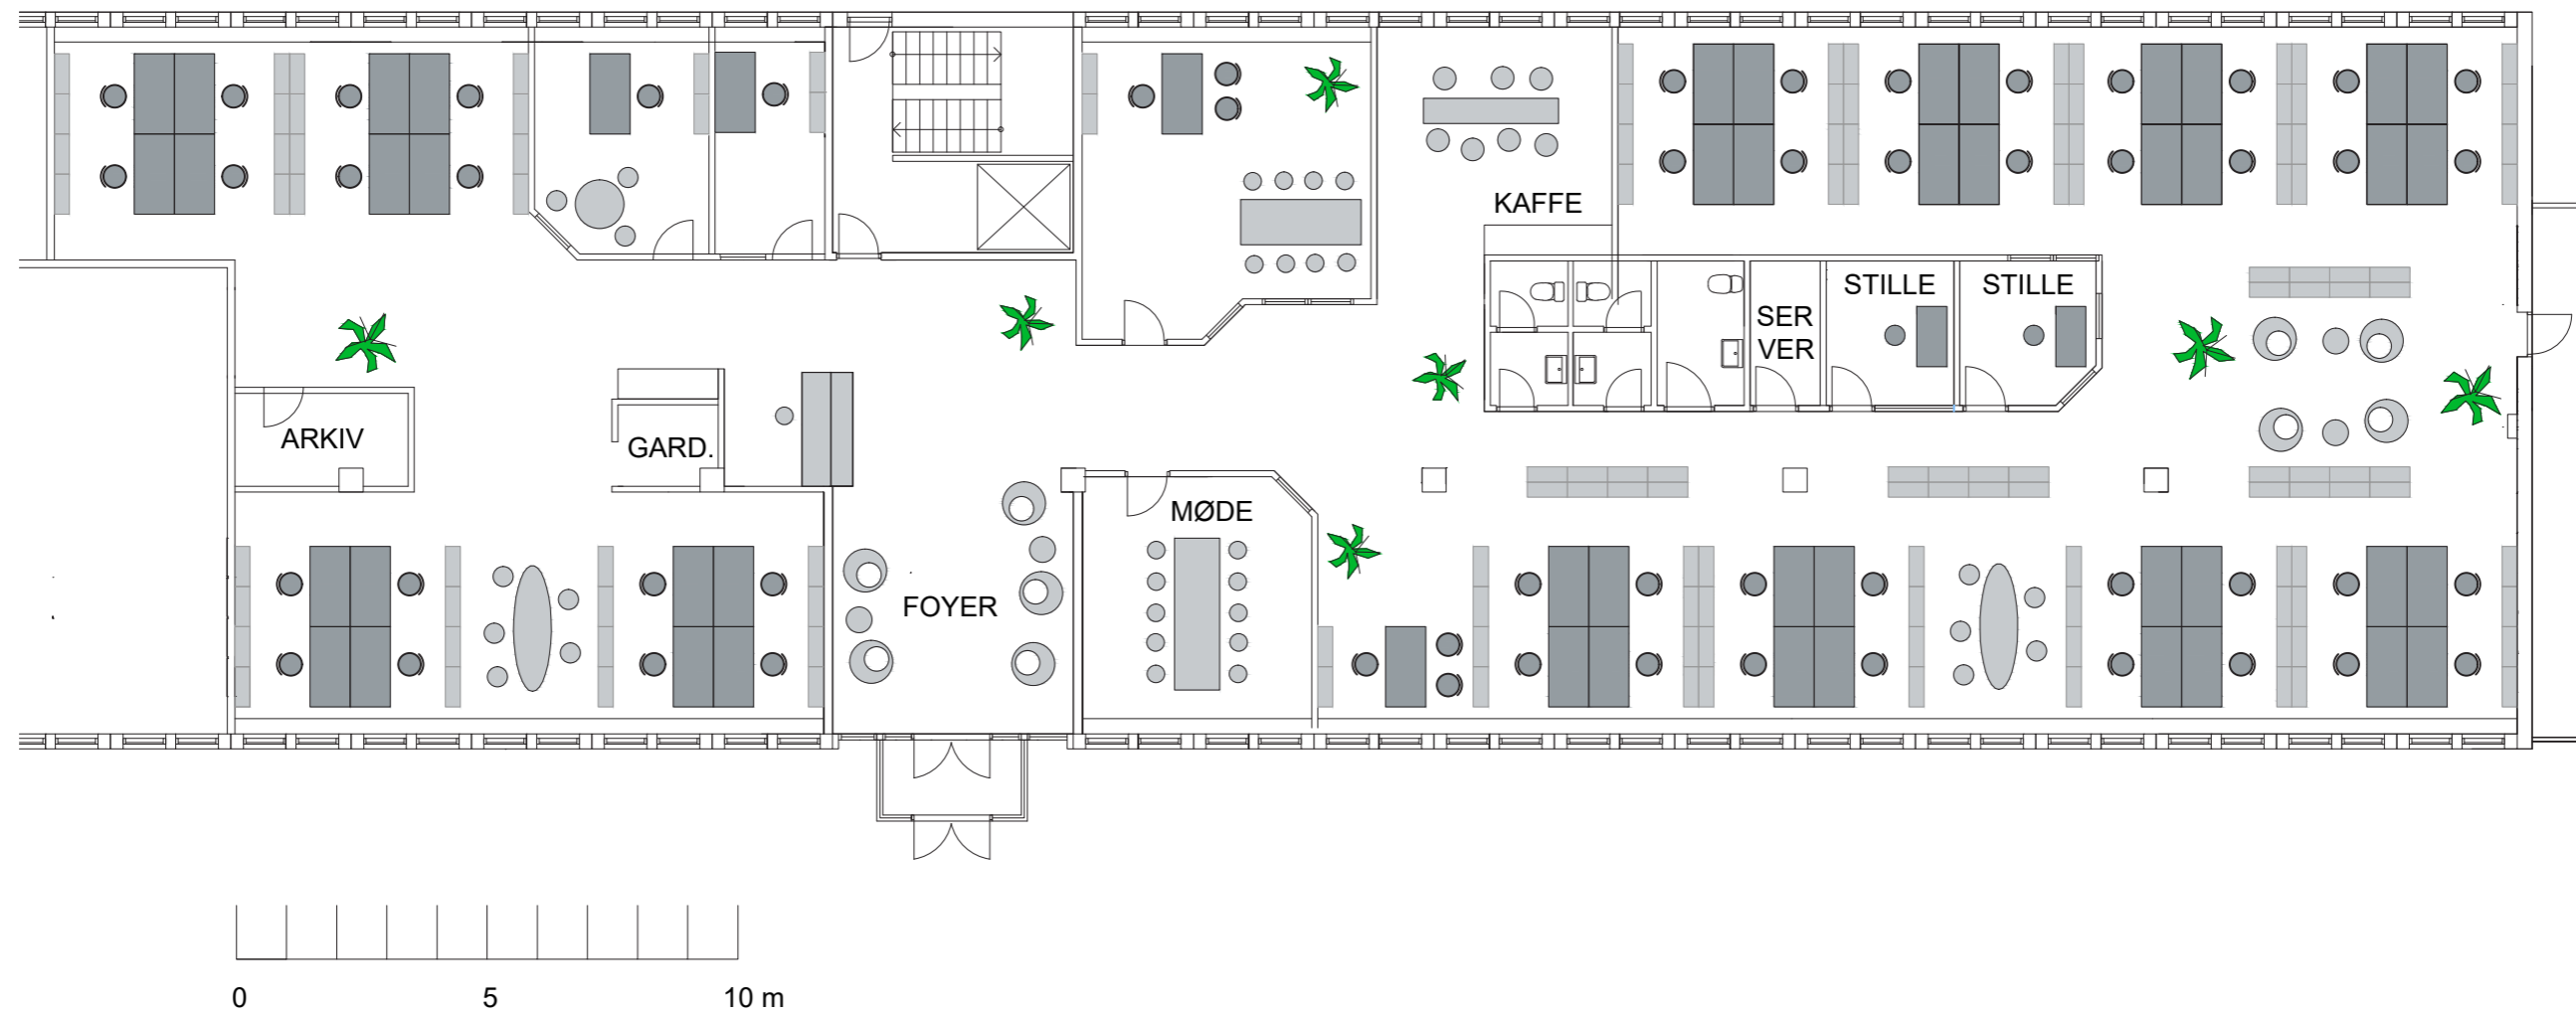 KAFFE
STILLE
STILLE
SER
VER
ARKIV
GARD.
MØDE
FOYER
0
5
10 m